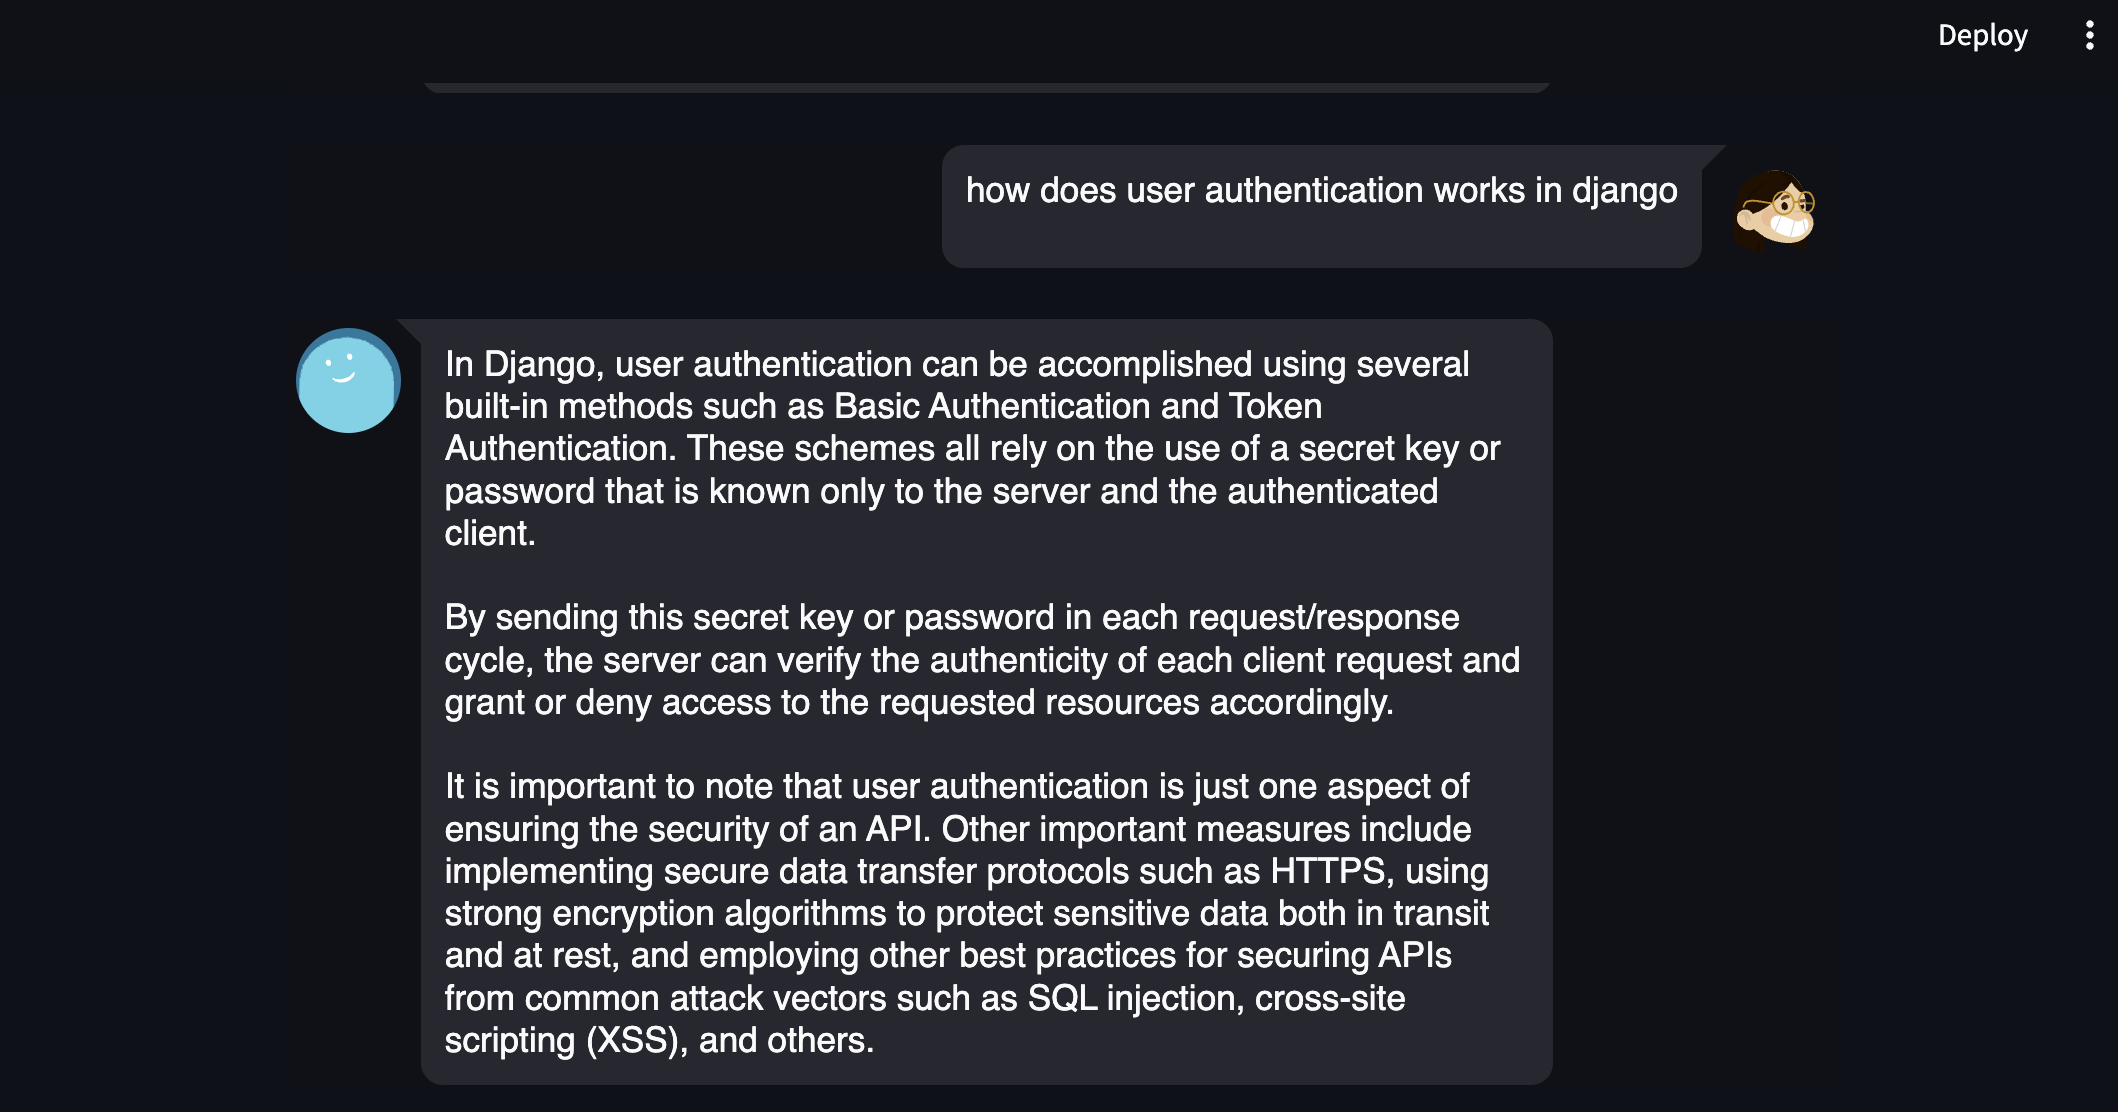 Deploy
how does user authentication works in django
In Django, user authentication can be accomplished using several
built-in methods such as Basic Authentication and Token
Authentication. These schemes all rely on the use of a secret key or
password that is known only to the server and the authenticated
client.
By sending this secret key or password in each request/response
cycle, the server can verify the authenticity of each client request and
grant or deny access to the requested resources accordingly.
It is important to note that user authentication is just one aspect of
ensuring the security of an API. Other important measures include
implementing secure data transfer protocols such as HTTPS, using
strong encryption algorithms to protect sensitive data both in transit
and at rest, and employing other best practices for securing APIs
from common attack vectors such as SQL injection, cross-site
scripting (XSS), and others.